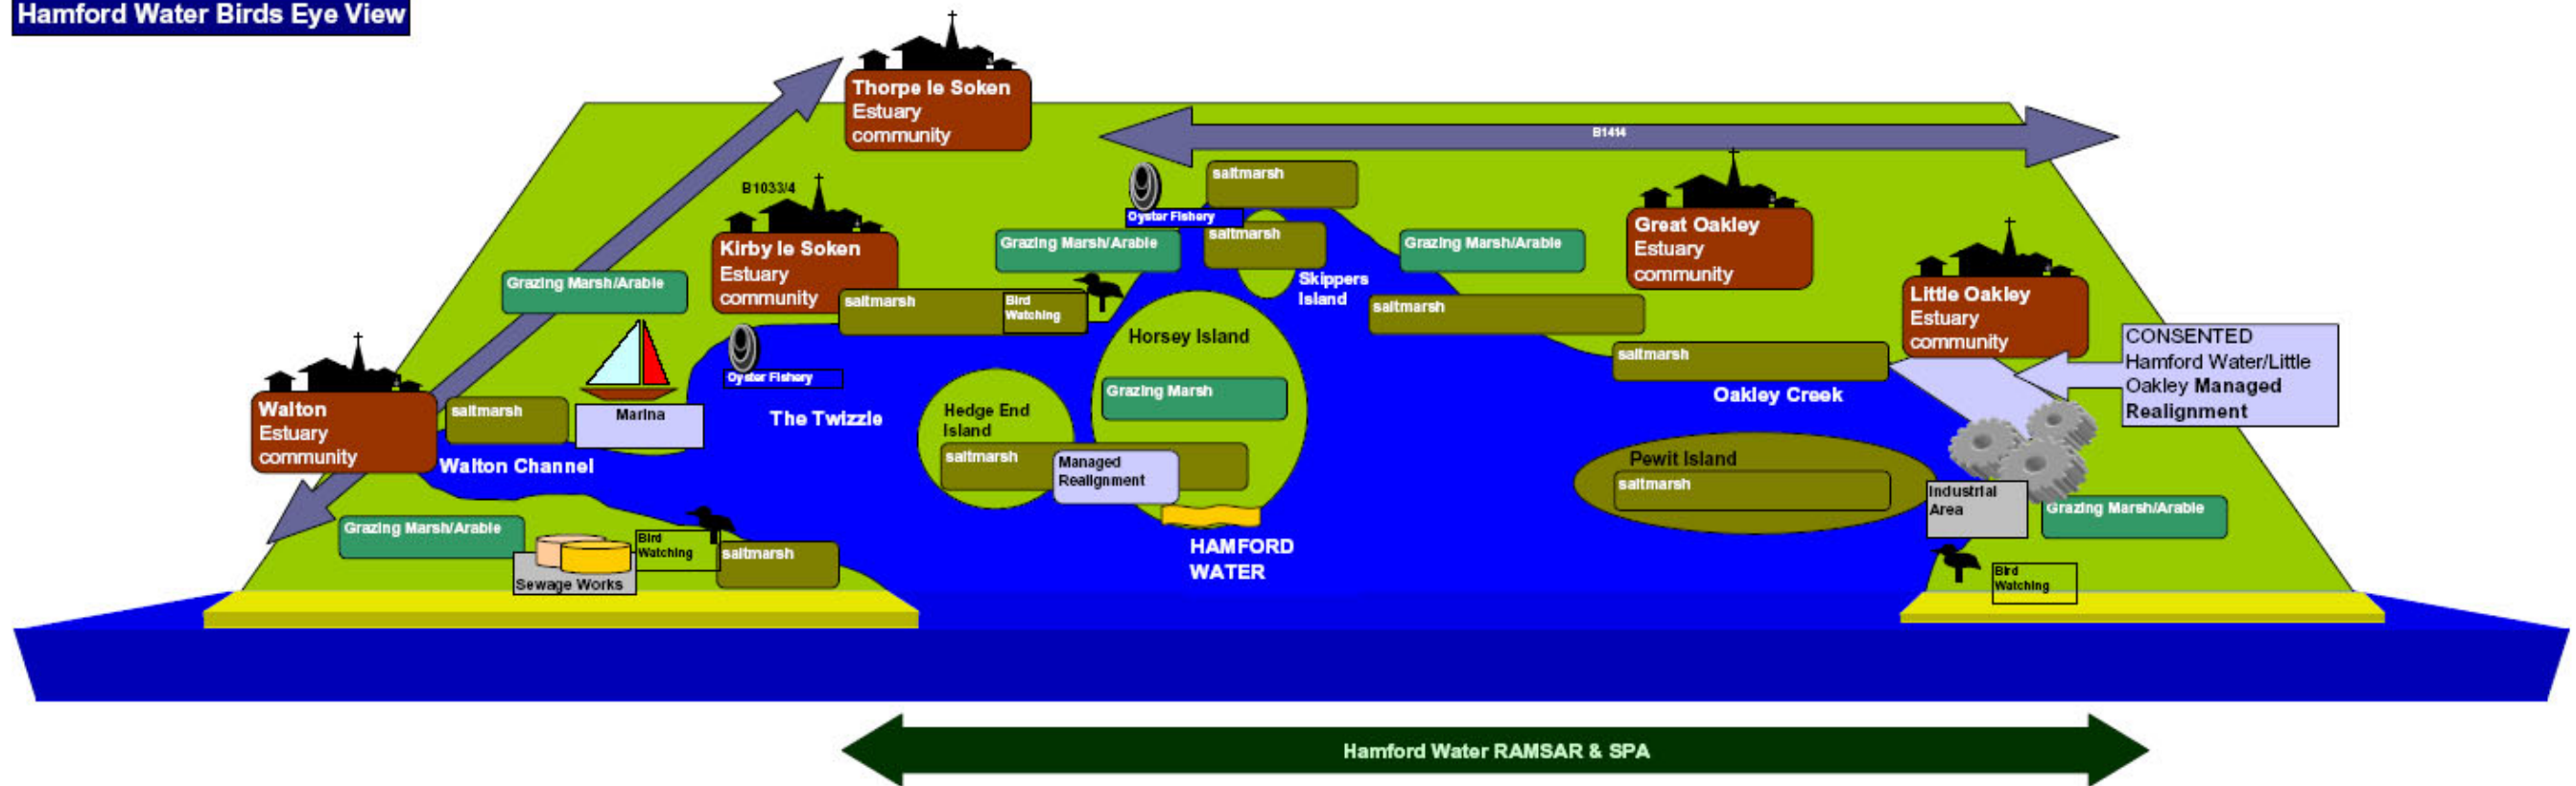 Hamford Water Birds Eye View
Thorpe le Soken
Estuary
community
B1414
saltmarsh
B1033/4
Oyster Fishery
saltmarsh
Great Oakley
Estuary
community
Kirby le Soken
Estuary
community
Grazing Marsh/Arable
Grazing Marsh/Arable
Grazing Marsh/Arable
Skippers
Island
Little Oakley
Estuary
community
saltmarsh
Bird
Watching
saltmarsh
Horsey Island
CONSENTED
Hamford Water/Little
Oakley Managed
Realignment
saltmarsh
Oyster Fishery
Grazing Marsh
Oakley Creek
Walton
Estuary
community
saltmarsh
Marina
The Twizzle
Hedge End
Island
saltmarsh
Managed
Realignment
Walton Channel
Pewit Island
saltmarsh
Industrial
Area
Grazing Marsh/Arable
Grazing Marsh/Arable
Bird
Watching
saltmarsh
Sewage Works
HAMFORD
WATER
Bird
Watching
Hamford Water RAMSAR & SPA